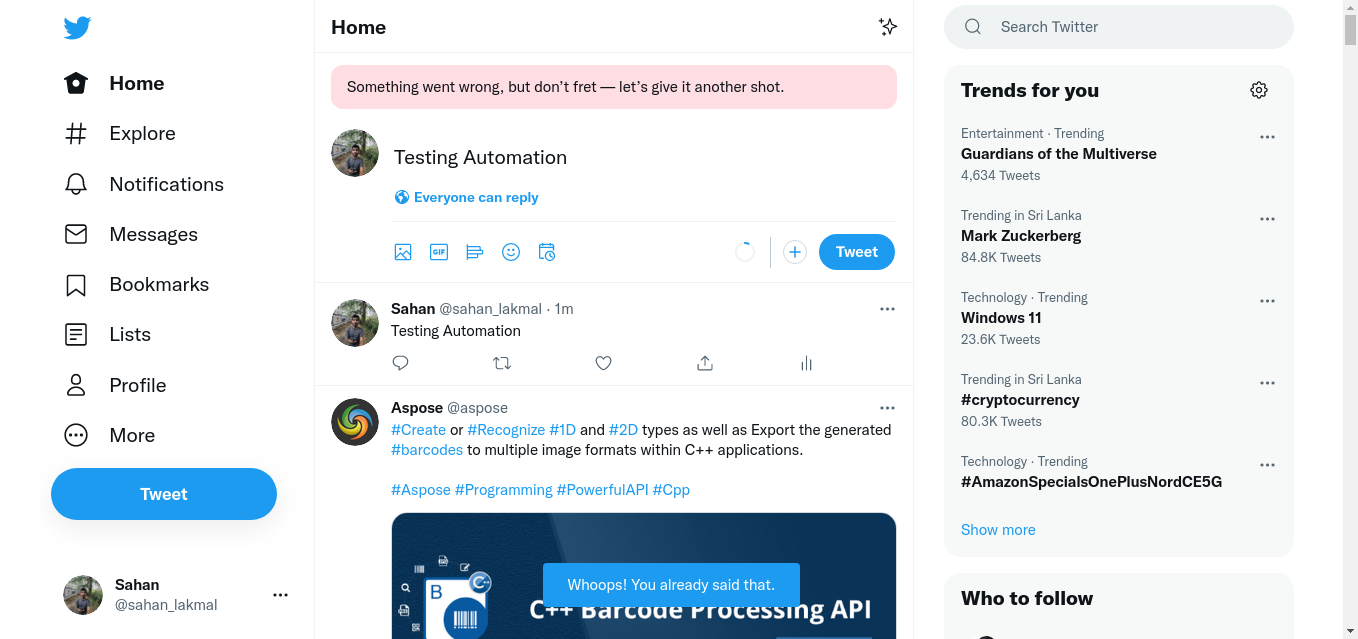 Home
Explore
Notifications
Messages
Bookmarks
Lists
Profile
More
Tweet
Sahan
@sahan_lakmal
Home
Something went wrong, but don’t fret — let’s give it another shot.
Testing Automation
Everyone can reply
GIF
Tweet
Sahan @sahan_lakmal · 1m
Testing Automation
Aspose @aspose
#Create or #Recognize #1D and #2D types as well as Export the generated
#barcodes to multiple image formats within C++ applications.
#Aspose #Programming #PowerfulAPI #Cpp
B
C++ Barcode Processing API
Whoops! You already said that.
Search Twitter
Trends for you
Entertainment · Trending
Guardians of the Multiverse
4,634 Tweets
Trending in Sri Lanka
Mark Zuckerberg
84.8K Tweets
Technology · Trending
Windows 11
23.6K Tweets
Trending in Sri Lanka
#cryptocurrency
80.3K Tweets
Technology · Trending
#AmazonSpecialsOnePlusNordCE5G
Show more
Who to follow